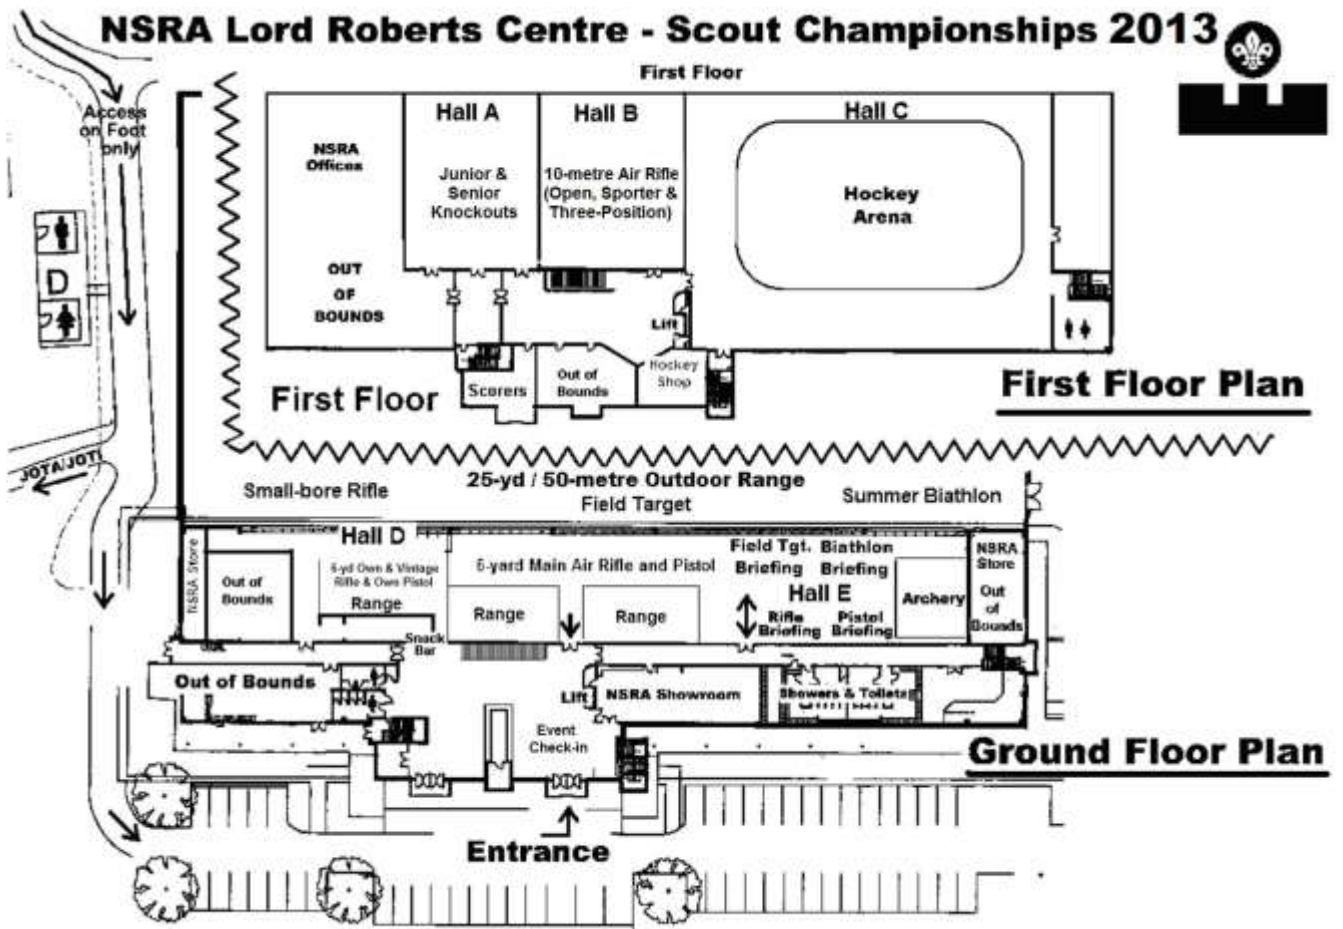 NSRA Lord Roberts Centre - Scout Championships 2013
First Floor
Access
on Foot
only
NSRA
Offices
OUT
OF
BOUNDS
Hall A
Junior &
Senior
Knockouts
Hall B
10-metre Air Rifle
(Open, Sporter &
Three-Position)
Hall C
Hockey
Arena
D
Lift
Hockey
Shop
Scorers
Out of
Bounds
First Floor
First Floor Plan
JOTA/JOTI
25-yd / 50-metre Outdoor Range
Small-bore Rifle
Field Target
Summer Biathlon
NSRA Store
Out of
Bounds
Hall D
6-yd Own & Vintage
Rifle & Own Pistol
Range
Snack
Bar
6-yard Main Air Rifle and Pistol
Range
Range
Field Tgt.
Briefing
Biathlon
Briefing
Hall E
Rifle
Briefing
Pistol
Briefing
Archery
NSRA
Store
Out
of
Bounds
Out of Bounds
Lift
NSRA Showroom
Showers & Toilets
Event
Check-in
Ground Floor Plan
Entrance